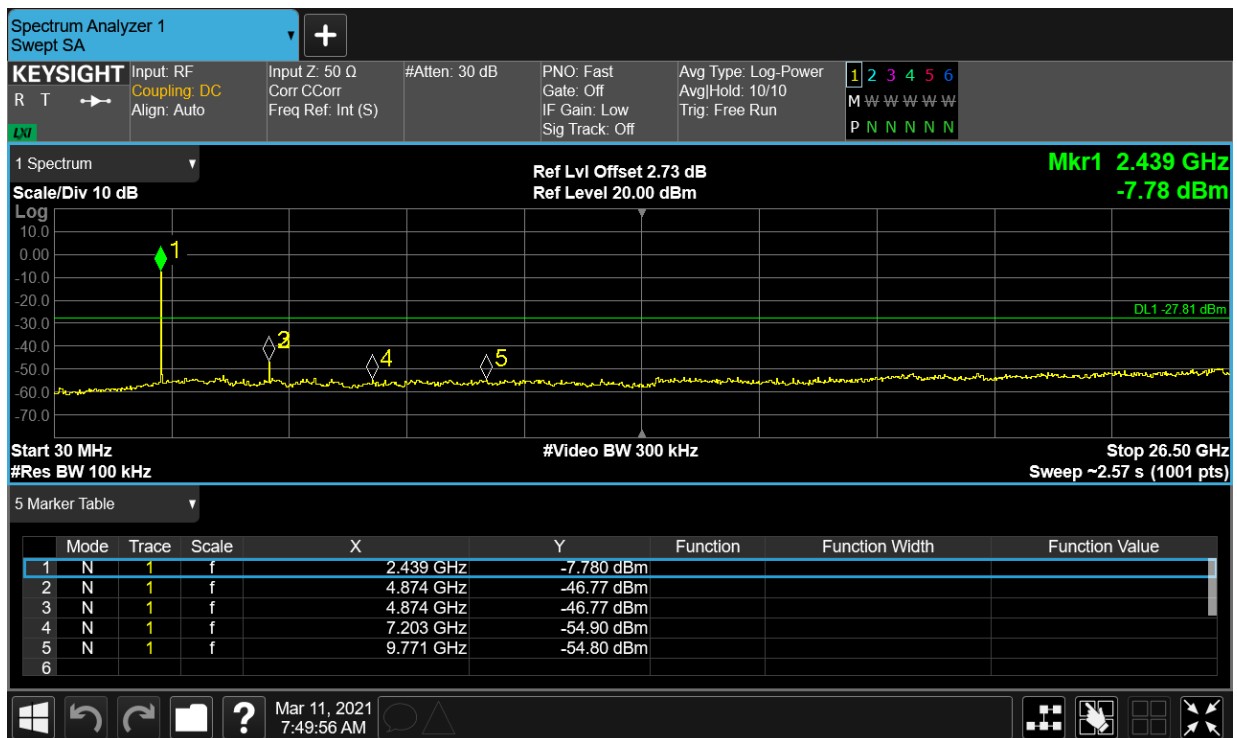 Spectrum Analyzer 1
Swept SA
KEYSIGHT
R T
LXI
Input: RF
Coupling: DC
Align: Auto
Input Z: 50 Ω
Corr CCorr
Freq Ref: Int (S)
#Atten: 30 dB
PNO: Fast
Gate: Off
IF Gain: Low
Sig Track: Off
Avg Type: Log-Power
Avg|Hold: 10/10
Trig: Free Run
1 2 3 4 5 6
M W W W W W
P N N N N N
1 Spectrum
Scale/Div 10 dB
Ref Lvl Offset 2.73 dB
Ref Level 20.00 dBm
Mkr1 2.439 GHz
-7.78 dBm
Log
10.0
0.00
-10.0
-20.0
-30.0
-40.0
-50.0
-60.0
-70.0
1
3
4
5
DL1 -27.81 dBm
Start 30 MHz
#Res BW 100 kHz
#Video BW 300 kHz
Stop 26.50 GHz
Sweep ~2.57 s (1001 pts)
5 Marker Table
Mode Trace Scale X Y Function Function Width Function Value
1 N 1 f 2.439 GHz -7.780 dBm
2 N 1 f 4.874 GHz -46.77 dBm
3 N 1 f 4.874 GHz -46.77 dBm
4 N 1 f 7.203 GHz -54.90 dBm
5 N 1 f 9.771 GHz -54.80 dBm
6
?
Mar 11, 2021
7:49:56 AM